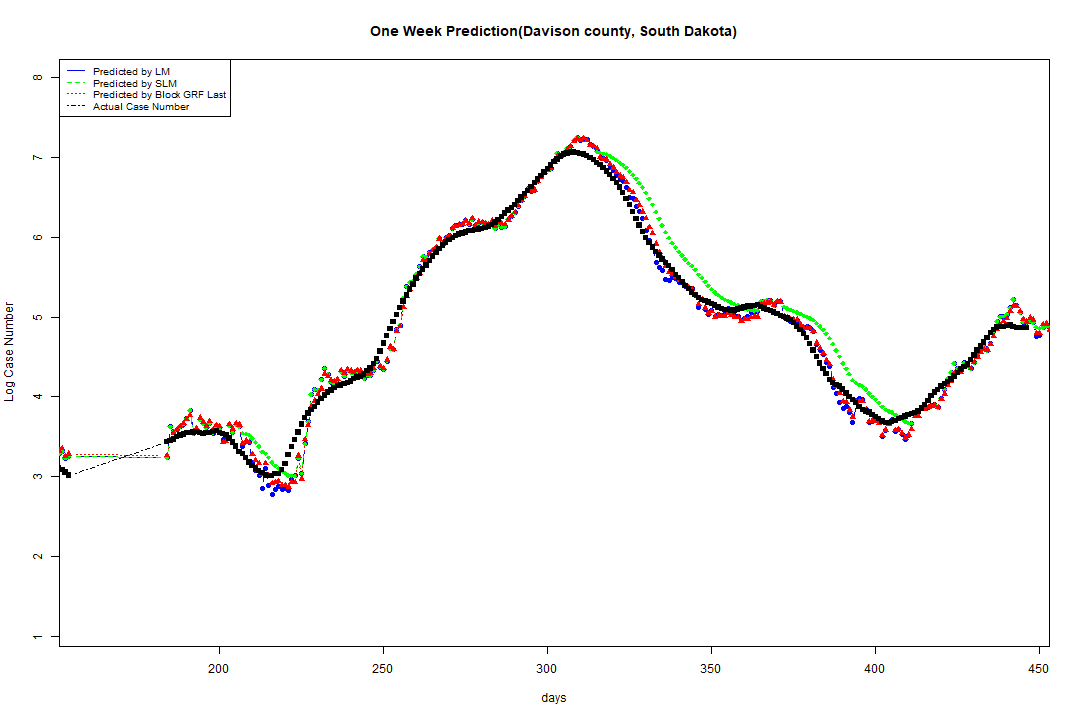 One Week Prediction(Davison county, South Dakota)
Predicted by LM
Predicted by SLM
Predicted by Block GRF Last
Actual Case Number
8
7
6
5
4
3
2
1
Log Case Number
200 250 300 350 400 450
days